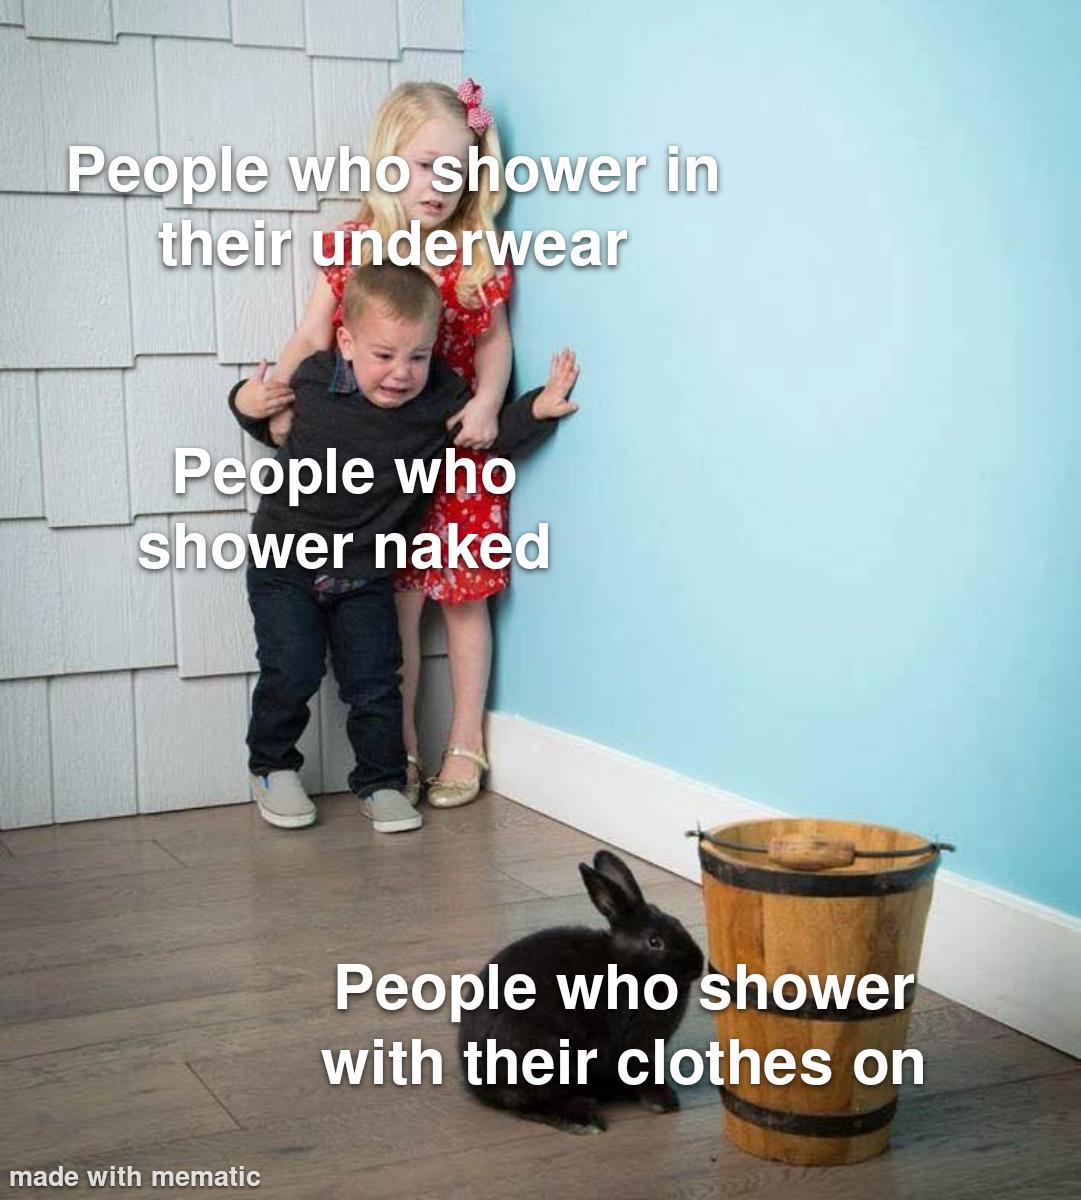 People who shower in
their underwear
People who
shower naked
People who shower
with their clothes on
made with mematic